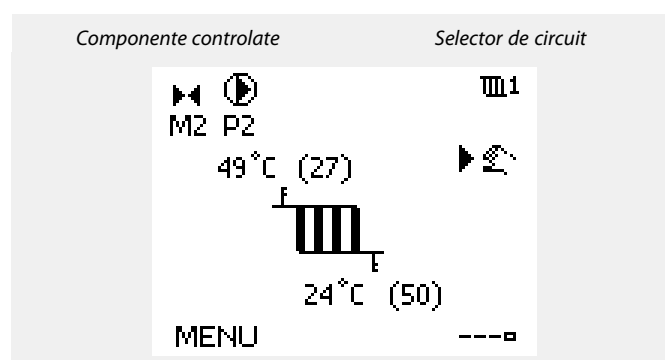 Componente controlate Selector de circuit
1
M2 P2
49°C (27)
24°C (50)
MENU ---